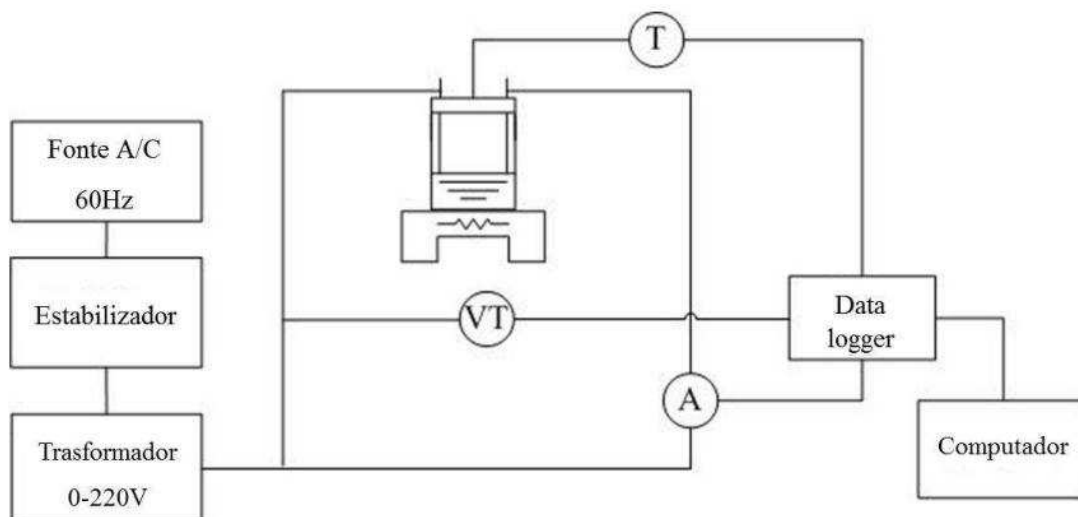 T
Fonte A/C
60Hz
Estabilizador
VT
Data
logger
A
Trasformador
0-220V
Computador